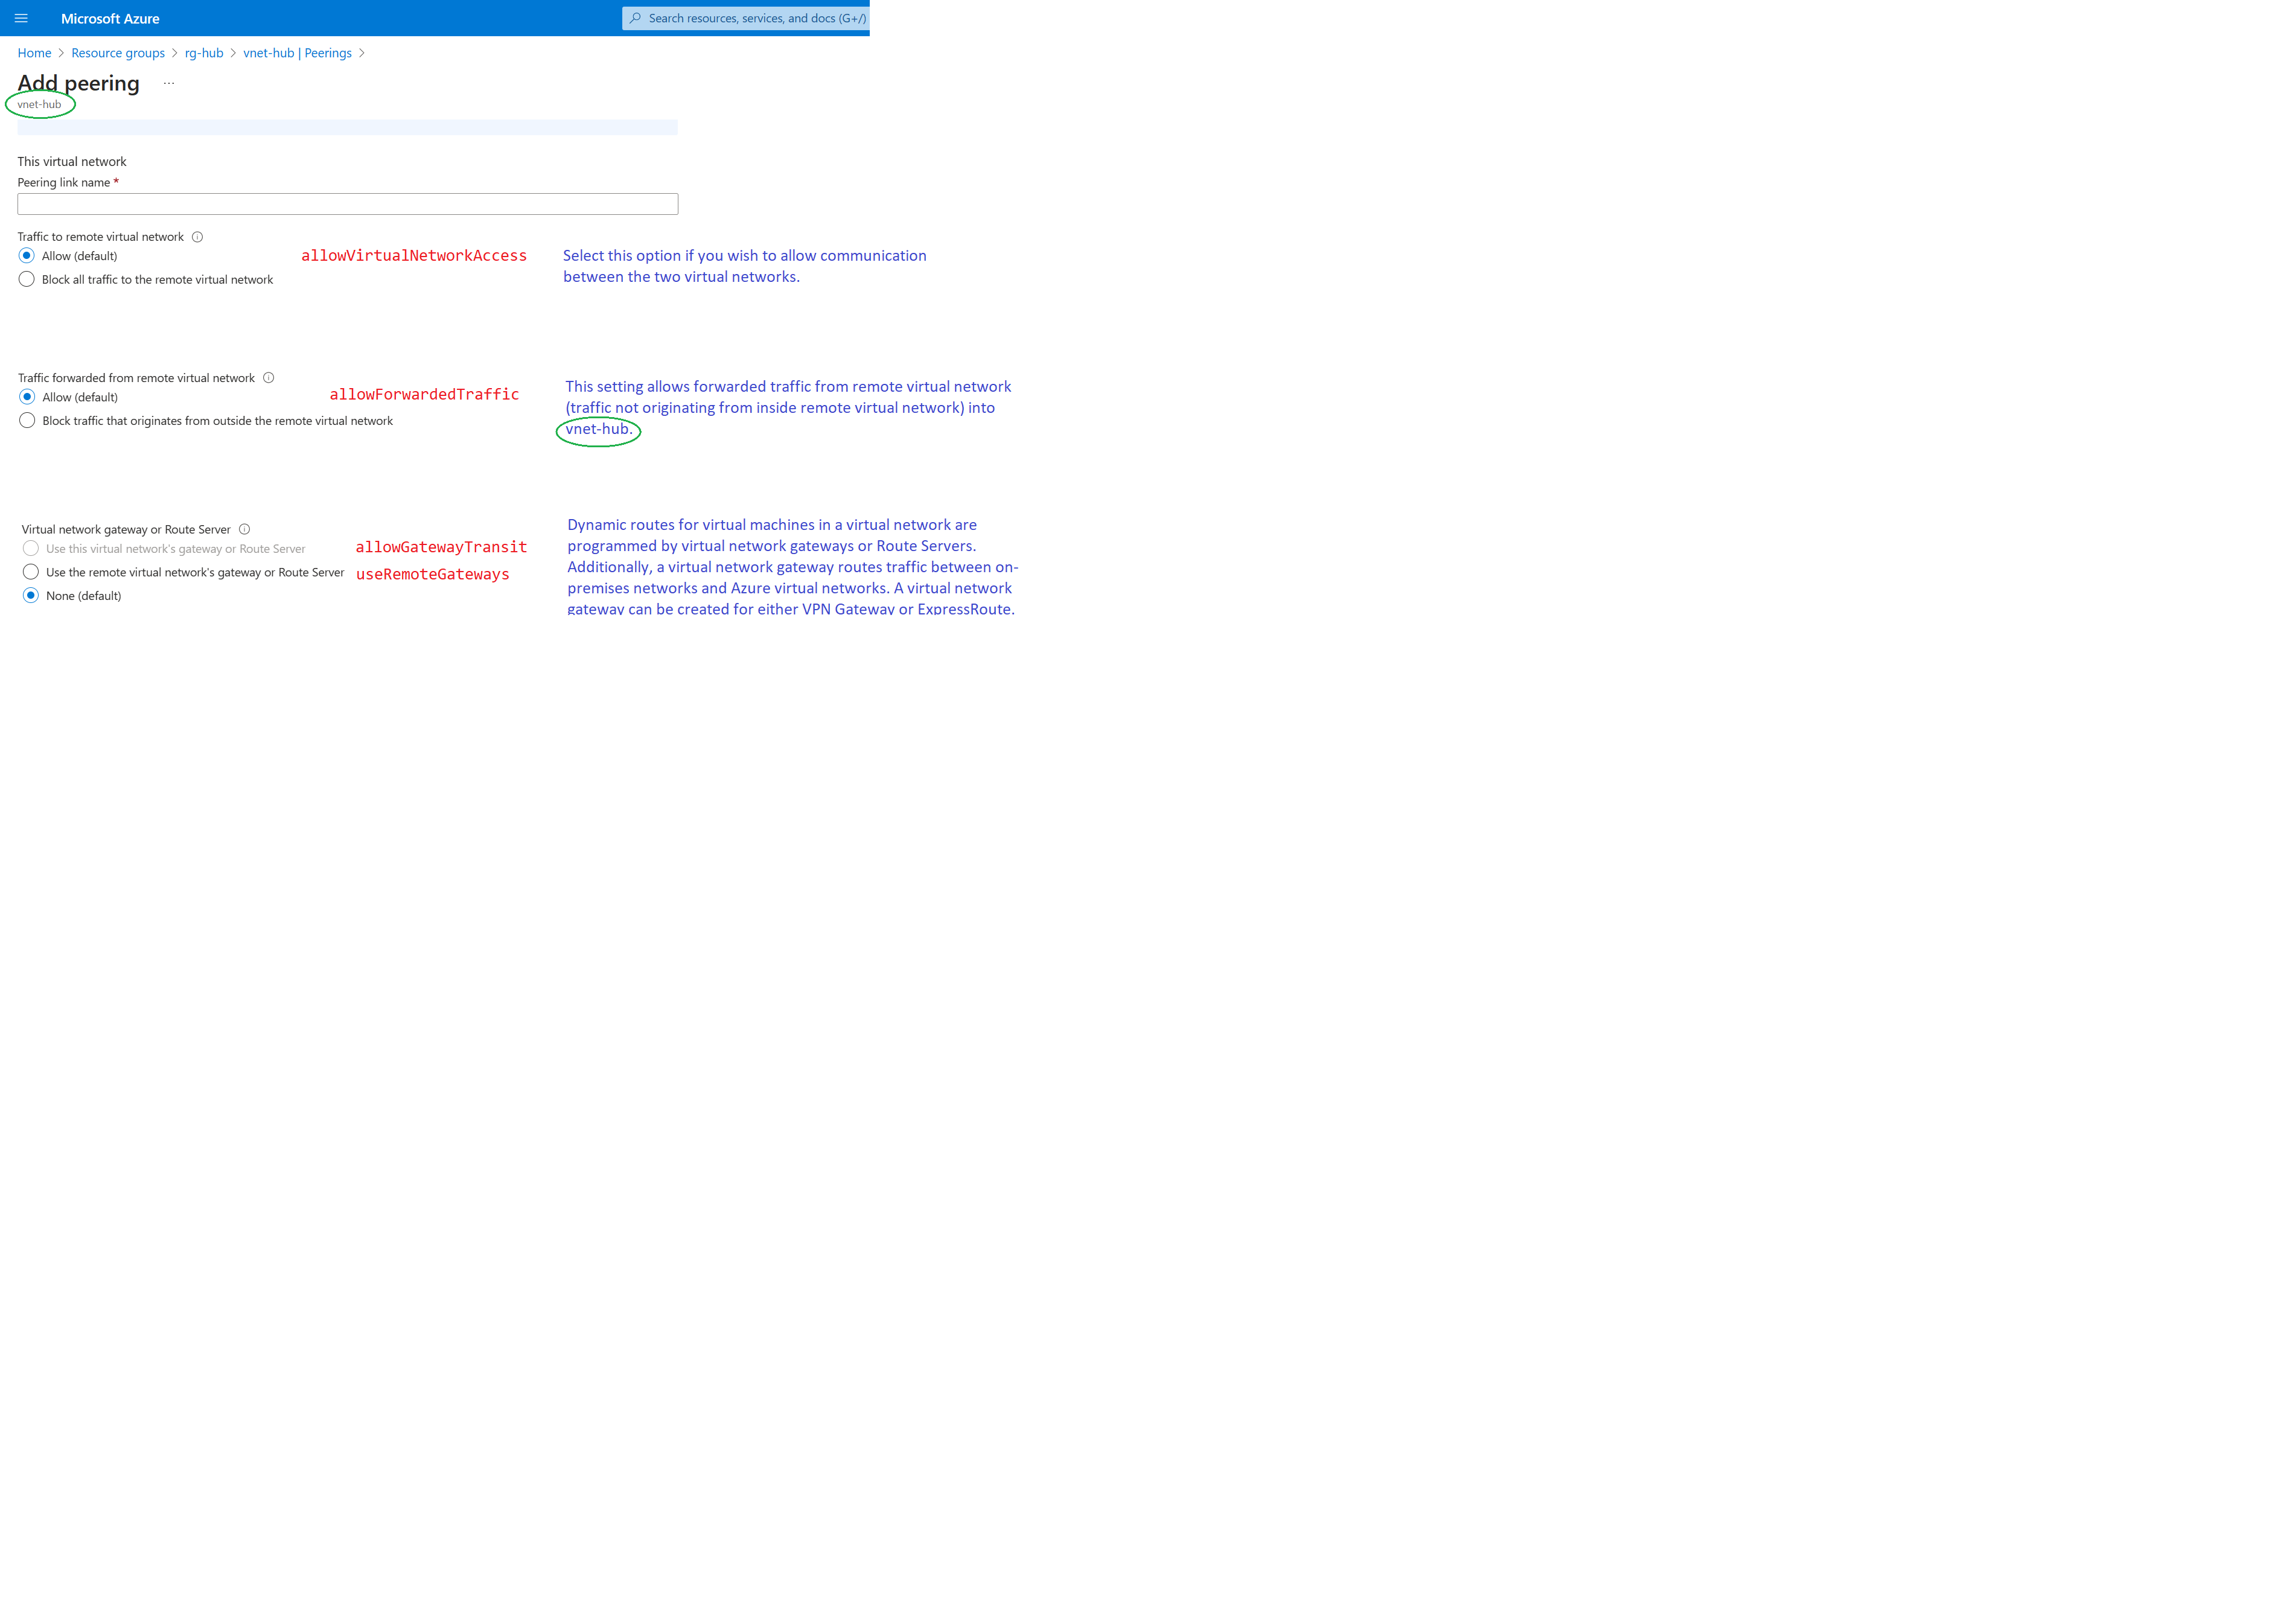 Microsoft Azure
Search resources, services, and docs (G+/)
Home > Resource groups > rg-hub > vnet-hub | Peerings >
Add peering ...
vnet-hub
This virtual network
Peering link name *
Traffic to remote virtual network
Allow (default)
Block all traffic to the remote virtual network
allowVirtualNetworkAccess
Select this option if you wish to allow communication
between the two virtual networks.
Traffic forwarded from remote virtual network
Allow (default)
Block traffic that originates from outside the remote virtual network
allowForwardedTraffic
This setting allows forwarded traffic from remote virtual network
(traffic not originating from inside remote virtual network) into
vnet-hub.
Virtual network gateway or Route Server
Use this virtual network's gateway or Route Server
Use the remote virtual network's gateway or Route Server
None (default)
allowGatewayTransit
useRemoteGateways
Dynamic routes for virtual machines in a virtual network are
programmed by virtual network gateways or Route Servers.
Additionally, a virtual network gateway routes traffic between on-
premises networks and Azure virtual networks. A virtual network
gateway can be created for either VPN Gateway or ExpressRoute.